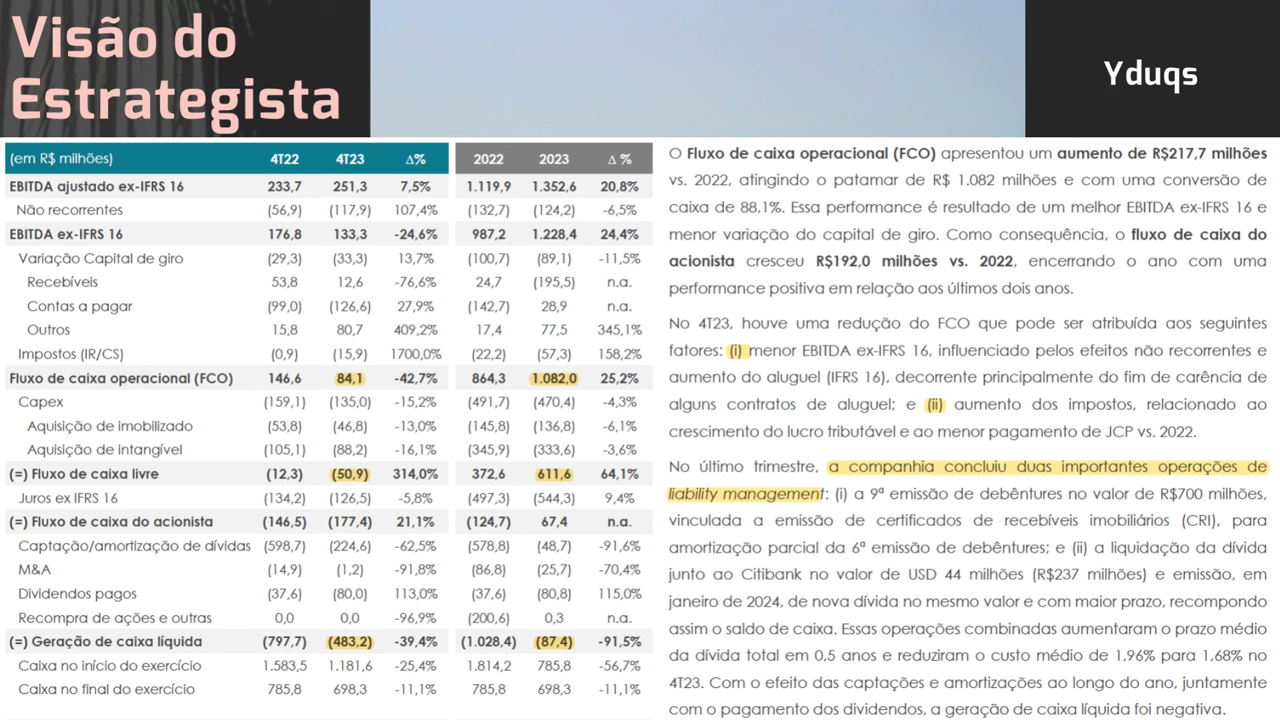 Visão do
Estrategista
Yduqs
(em R$ milhões) 4T22 4T23 Δ% 2022 2023 Δ %
EBITDA ajustado ex-IFRS 16 233,7 251,3 7,5% 1.119,9 1.352,6 20,8%
Não recorrentes (56,9) (117,9) 107,4% (132,7) (124,2) -6,5%
EBITDA ex-IFRS 16 176,8 133,3 -24,6% 987,2 1.228,4 24,4%
Variação Capital de giro (29,3) (33,3) 13,7% (100,7) (89,1) -11,5%
Recebíveis 53,8 12,6 -76,6% 24,7 (195,5) n.a.
Contas a pagar (99,0) (126,6) 27,9% (142,7) 28,9 n.a.
Outros 15,8 80,7 409,2% 17,4 77,5 345,1%
Impostos (IR/CS) (0,9) (15,9) 1700,0% (22,2) (57,3) 158,2%
Fluxo de caixa operacional (FCO) 146,6 84,1 -42,7% 864,3 1.082,0 25,2%
Capex (159,1) (135,0) -15,2% (491,7) (470,4) -4,3%
Aquisição de imobilizado (53,8) (46,8) -13,0% (145,8) (136,8) -6,1%
Aquisição de intangível (105,1) (88,2) -16,1% (345,9) (333,6) -3,6%
(=) Fluxo de caixa livre (12,3) (50,9) 314,0% 372,6 611,6 64,1%
Juros ex IFRS 16 (134,2) (126,5) -5,8% (497,3) (544,3) 9,4%
(=) Fluxo de caixa do acionista (146,5) (177,4) 21,1% (124,7) 67,4 n.a.
Captação/amortização de dívidas (598,7) (224,6) -62,5% (578,8) (48,7) -91,6%
M&A (14,9) (1,2) -91,8% (86,8) (25,7) -70,4%
Dividendos pagos (37,6) (80,0) 113,0% (37,6) (80,8) 115,0%
Recompra de ações e outras 0,0 0,0 -96,9% (200,6) 0,3 n.a.
(=) Geração de caixa líquida (797,7) (483,2) -39,4% (1.028,4) (87,4) -91,5%
Caixa no início do exercício 1.583,5 1.181,6 -25,4% 1.814,2 785,8 -56,7%
Caixa no final do exercício 785,8 698,3 -11,1% 785,8 698,3 -11,1%
O Fluxo de caixa operacional (FCO) apresentou um aumento de R$217,7 milhões
vs. 2022, atingindo o patamar de R$ 1.082 milhões e com uma conversão de
caixa de 88,1%. Essa performance é resultado de um melhor EBITDA ex-IFRS 16 e
menor variação do capital de giro. Como consequência, o fluxo de caixa do
acionista cresceu R$192,0 milhões vs. 2022, encerrando o ano com uma
performance positiva em relação aos últimos dois anos.
No 4T23, houve uma redução do FCO que pode ser atribuída aos seguintes
fatores: (i) menor EBITDA ex-IFRS 16, influenciado pelos efeitos não recorrentes e
aumento do aluguel (IFRS 16), decorrente principalmente do fim de carência de
alguns contratos de aluguel; e (ii) aumento dos impostos, relacionado ao
crescimento do lucro tributável e ao menor pagamento de JCP vs. 2022.
No último trimestre, a companhia concluiu duas importantes operações de
liability management: (i) a 9ª emissão de debêntures no valor de R$700 milhões,
vinculada a emissão de certificados de recebíveis imobiliários (CRI), para
amortização parcial da 6ª emissão de debêntures; e (ii) a liquidação da dívida
junto ao Citibank no valor de USD 44 milhões (R$237 milhões) e emissão, em
janeiro de 2024, de nova dívida no mesmo valor e com maior prazo, recompondo
assim o saldo de caixa. Essas operações combinadas aumentaram o prazo médio
da dívida total em 0,5 anos e reduziram o custo médio de 1,96% para 1,68% no
4T23. Com o efeito das captações e amortizações ao longo do ano, juntamente
com o pagamento dos dividendos, a geração de caixa líquida foi negativa.